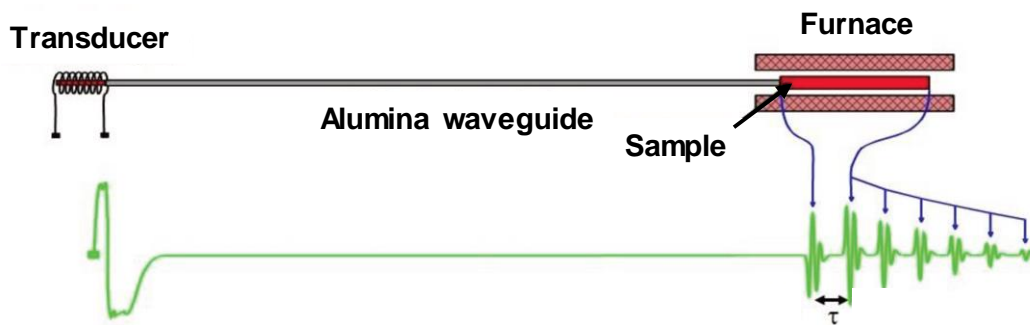 Transducer
Furnace
Alumina waveguide
Sample
τ